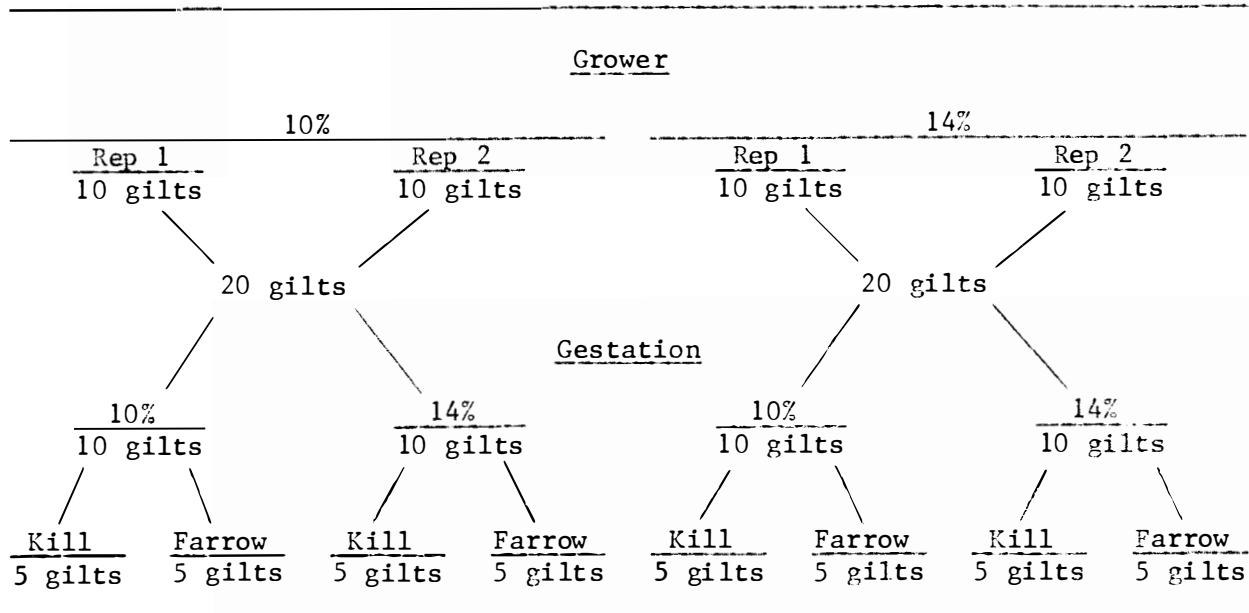 Grower
10% 14%
Rep 1 Rep 2 Rep 1 Rep 2
10 gilts 10 gilts 10 gilts 10 gilts
20 gilts 20 gilts
Gestation
10% 14% 10% 14%
10 gilts 10 gilts 10 gilts 10 gilts
Kill Farrow Kill Farrow Kill Farrow Kill Farrow
5 gilts 5 gilts 5 gilts 5 gilts 5 gilts 5 gilts 5 gilts 5 gilts